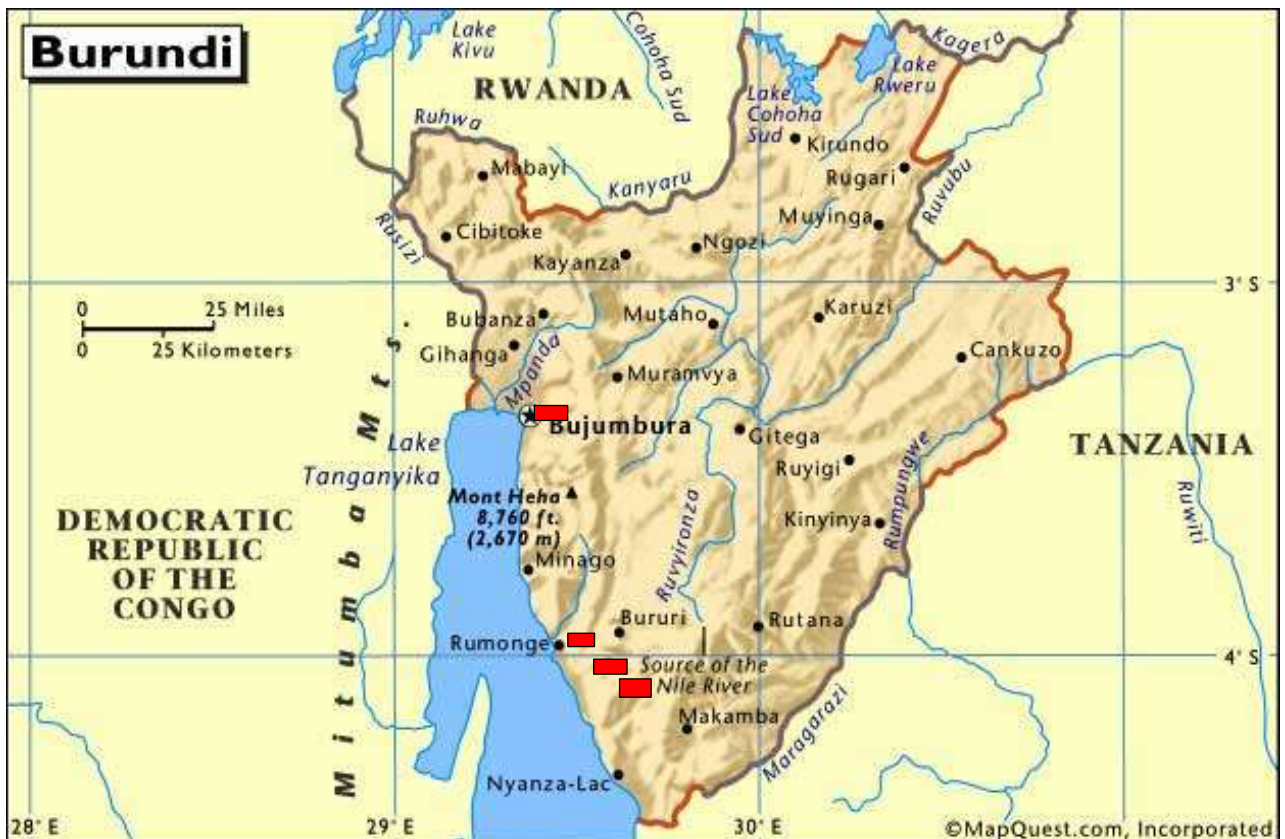 Burundi
Lake
Kivu
Cohoha Sud
Kagera
RWANDA
Lake
Rweru
Lake
Cohoha
Sud
Ruhwa
Kirundo
Mabayi
Kanyaru
Rugari
Ruvubu
Rusizi
Muyinga
Cibitoke
Ngozi
Kayanza
3° S
0 25 Miles
0 25 Kilometers
Bubanza
Mutaho
Karuzi
Gihanga
Mpanda
Cankuzo
Muramvya
Bujumbura
Gitega
Lake
Tanganyika
TANZANIA
Ruyigi
Rumpungwe
Ruwiti
Mont Heha
8,760 ft.
(2,670 m)
Kinyinya
DEMOCRATIC
REPUBLIC
OF THE
CONGO
Mitumba Mts.
Ruvyironza
Minago
Bururi
Rutana
Rumonge
Source of the
Nile River
4° S
Makamba
Maragarazi
Nyanza-Lac
28° E
29° E
30° E
©MapQuest.com, Incorporated